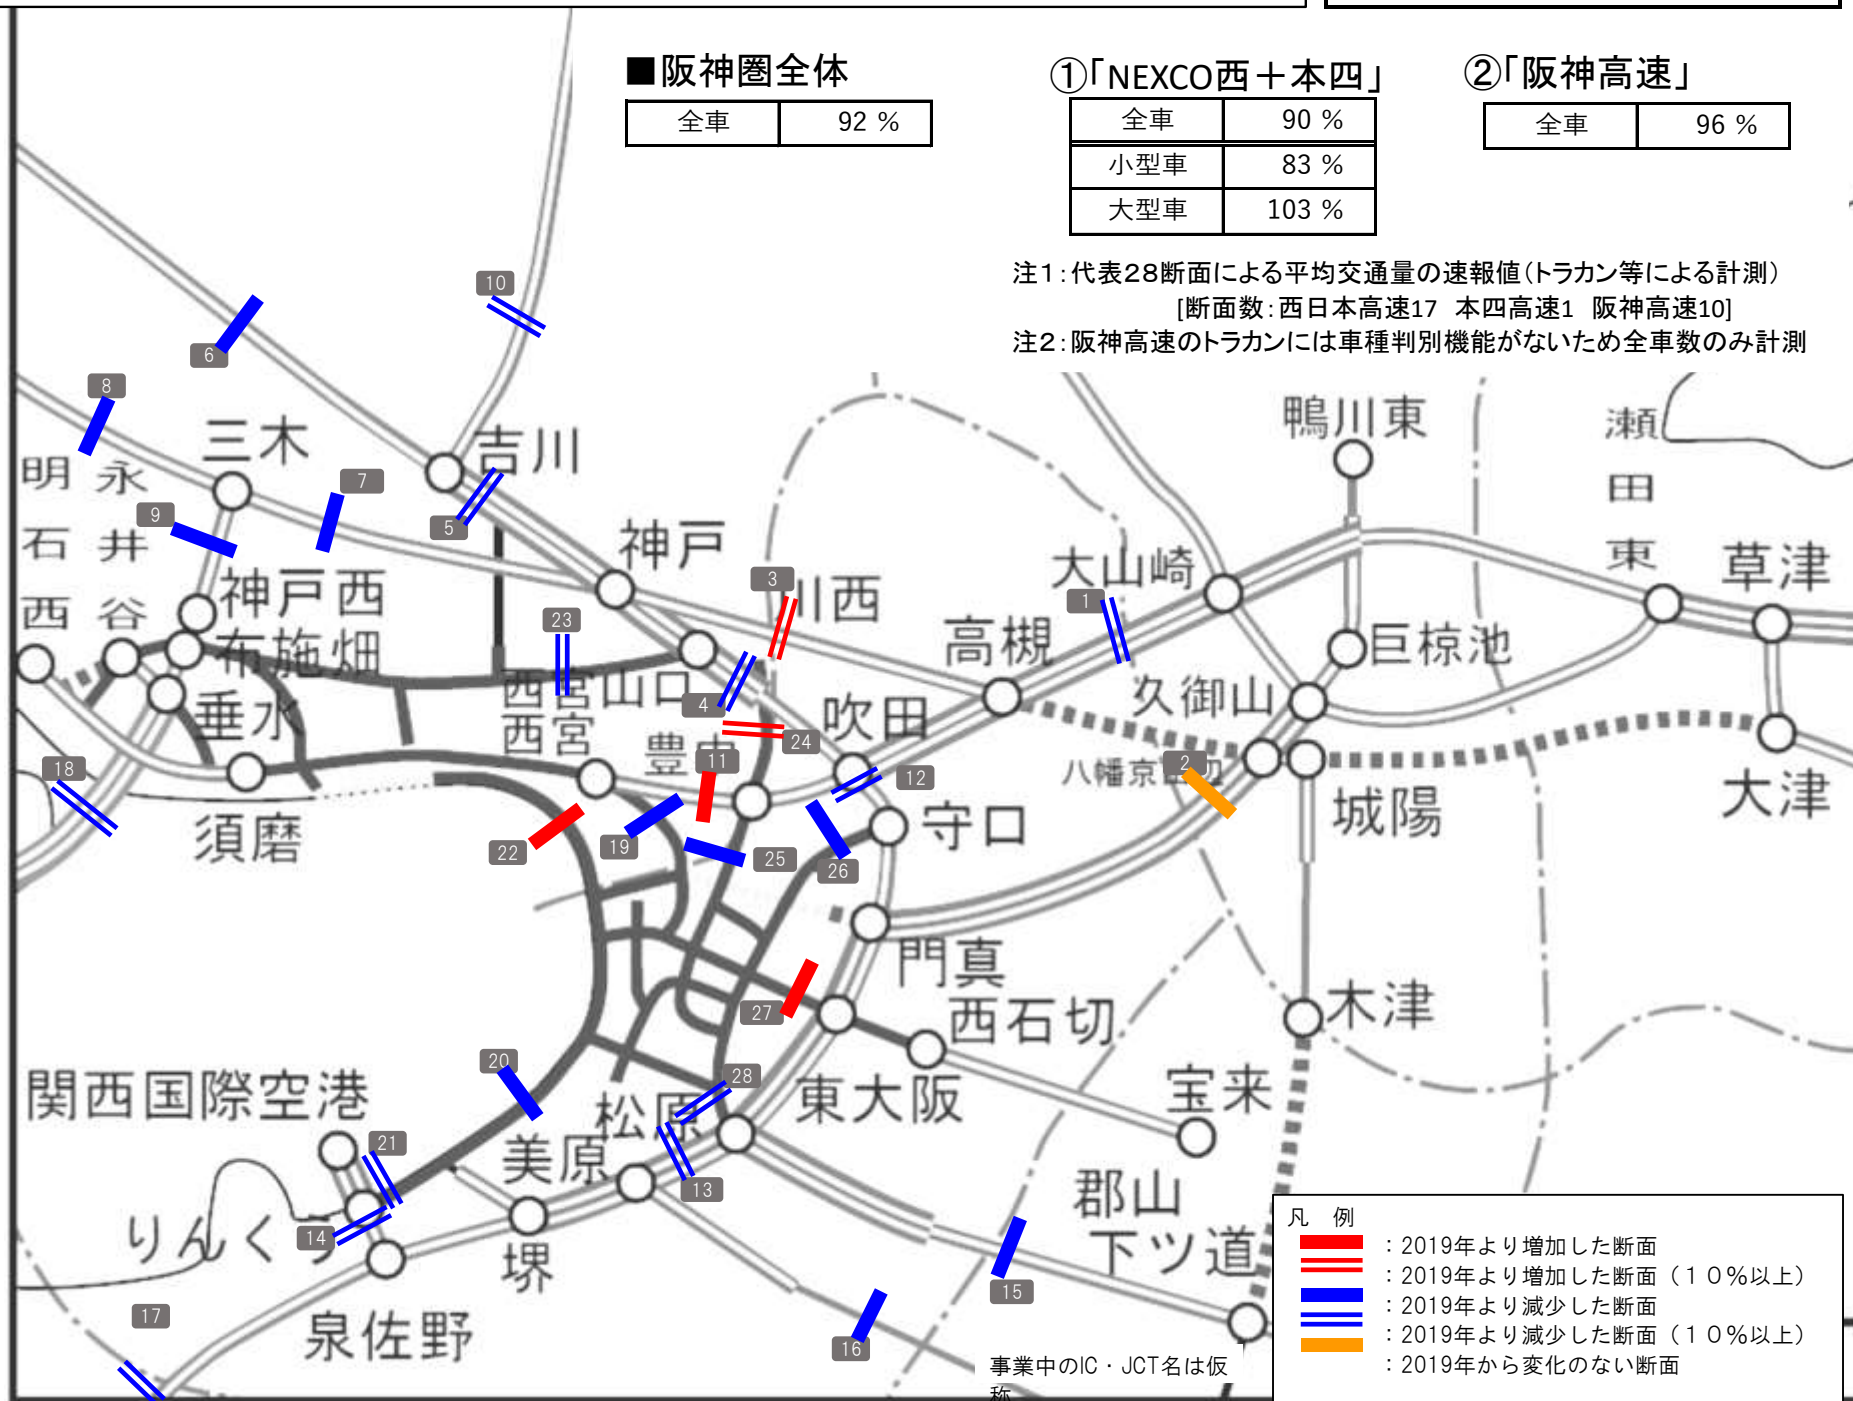 ■阪神圏全体
全車 92 %
①「NEXCO西＋本四」
全車 90 %
小型車 83 %
大型車 103 %
②「阪神高速」
全車 96 %
注1：代表28断面による平均交通量の速報値（トラカン等による計測）
[断面数：西日本高速17 本四高速1 阪神高速10]
注2：阪神高速のトラカンには車種判別機能がないため全車数のみ計測
10
6
8
三木
吉川
鴨川東
瀬田東
明石西
永井谷
7
9
5
神戸
大山崎
草津
神戸西
3
川西
1
23
布施畑
高槻
巨椋池
西宮山口
4
久御山
垂水
西宮
吹田
24
豊中
11
18
12
八幡京田辺
2
大津
須磨
22
19
守口
城陽
25
26
門真
27
西石切
木津
20
28
関西国際空港
松原
東大阪
宝来
21
美原
13
郡山
りんくう
14
堺
下ツ道
15
17
泉佐野
16
事業中のIC・JCT名は仮
称
凡 例
：2019年より増加した断面
：2019年より増加した断面（１０％以上）
：2019年より減少した断面
：2019年より減少した断面（１０％以上）
：2019年から変化のない断面